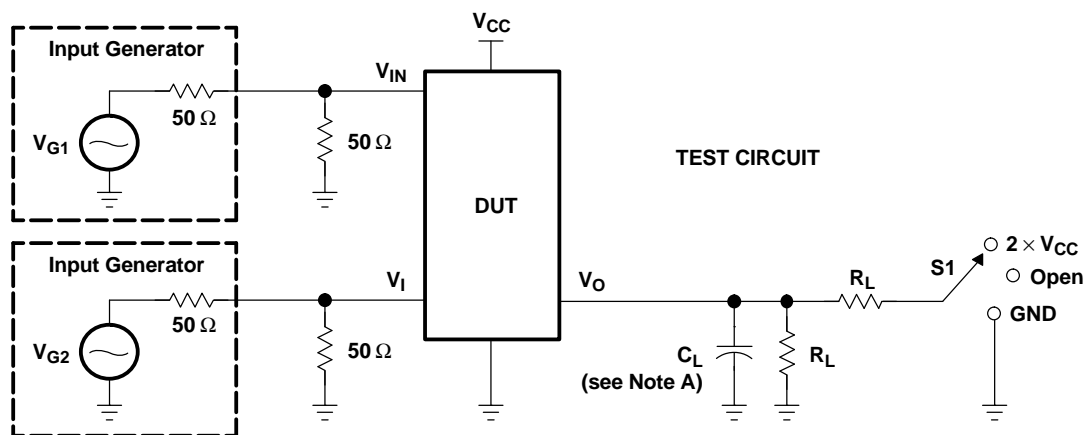 V_CC
Input Generator
V_IN
50 Ω
50 Ω
V_G1
TEST CIRCUIT
DUT
Input Generator
V_I
V_O
50 Ω
50 Ω
V_G2
R_L
S1
2 × V_CC
Open
GND
C_L
(see Note A)
R_L